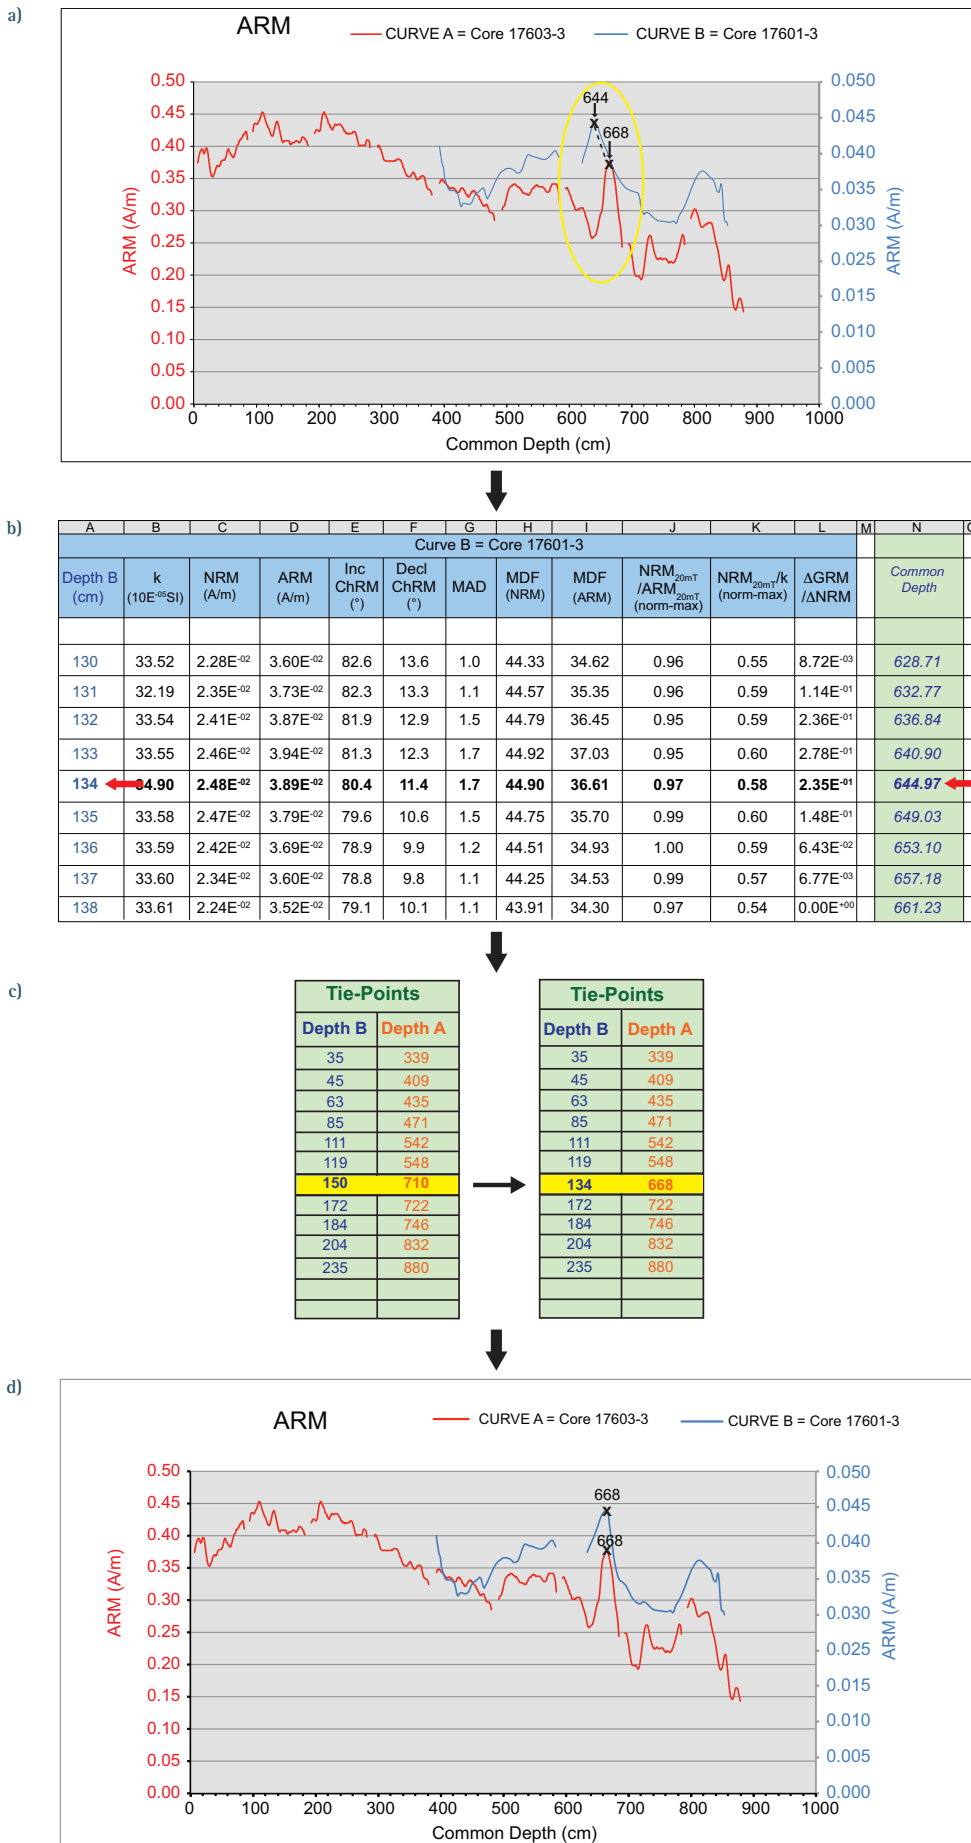 a)
ARM
CURVE A = Core 17603-3
CURVE B = Core 17601-3
0.50
0.45
0.40
0.35
0.30
0.25
0.20
0.15
0.10
0.05
0.00
ARM (A/m)
644
668
0.050
0.045
0.040
0.035
0.030
0.025
0.020
0.015
0.010
0.005
0.000
ARM (A/m)
0 100 200 300 400 500 600 700 800 900 1000
Common Depth (cm)
b)
A B C D E F G H I J K L M N
Curve B = Core 17601-3
Depth B (cm) k (10E⁻⁰⁵SI) NRM (A/m) ARM (A/m) Inc ChRM (°) Decl ChRM (°) MAD MDF (NRM) MDF (ARM) NRM20mT /ARM20mT (norm-max) NRM20mT/k (norm-max) ΔGRM /ΔNRM Common Depth
130 33.52 2.28E⁻⁰² 3.60E⁻⁰² 82.6 13.6 1.0 44.33 34.62 0.96 0.55 8.72E⁻⁰³ 628.71
131 32.19 2.35E⁻⁰² 3.73E⁻⁰² 82.3 13.3 1.1 44.57 35.35 0.96 0.59 1.14E⁻⁰¹ 632.77
132 33.54 2.41E⁻⁰² 3.87E⁻⁰² 81.9 12.9 1.5 44.79 36.45 0.95 0.59 2.36E⁻⁰¹ 636.84
133 33.55 2.46E⁻⁰² 3.94E⁻⁰² 81.3 12.3 1.7 44.92 37.03 0.95 0.60 2.78E⁻⁰¹ 640.90
134 34.90 2.48E⁻⁰² 3.89E⁻⁰² 80.4 11.4 1.7 44.90 36.61 0.97 0.58 2.35E⁻⁰¹ 644.97
135 33.58 2.47E⁻⁰² 3.79E⁻⁰² 79.6 10.6 1.5 44.75 35.70 0.99 0.60 1.48E⁻⁰¹ 649.03
136 33.59 2.42E⁻⁰² 3.69E⁻⁰² 78.9 9.9 1.2 44.51 34.93 1.00 0.59 6.43E⁻⁰² 653.10
137 33.60 2.34E⁻⁰² 3.60E⁻⁰² 78.8 9.8 1.1 44.25 34.53 0.99 0.57 6.77E⁻⁰³ 657.18
138 33.61 2.24E⁻⁰² 3.52E⁻⁰² 79.1 10.1 1.1 43.91 34.30 0.97 0.54 0.00E⁺⁰⁰ 661.23
c)
Tie-Points
Depth B Depth A
35 339
45 409
63 435
85 471
111 542
119 548
150 710
172 722
184 746
204 832
235 880
Tie-Points
Depth B Depth A
35 339
45 409
63 435
85 471
111 542
119 548
134 668
172 722
184 746
204 832
235 880
d)
ARM
CURVE A = Core 17603-3
CURVE B = Core 17601-3
0.50
0.45
0.40
0.35
0.30
0.25
0.20
0.15
0.10
0.05
0.00
ARM (A/m)
668
668
0.050
0.045
0.040
0.035
0.030
0.025
0.020
0.015
0.010
0.005
0.000
ARM (A/m)
0 100 200 300 400 500 600 700 800 900 1000
Common Depth (cm)